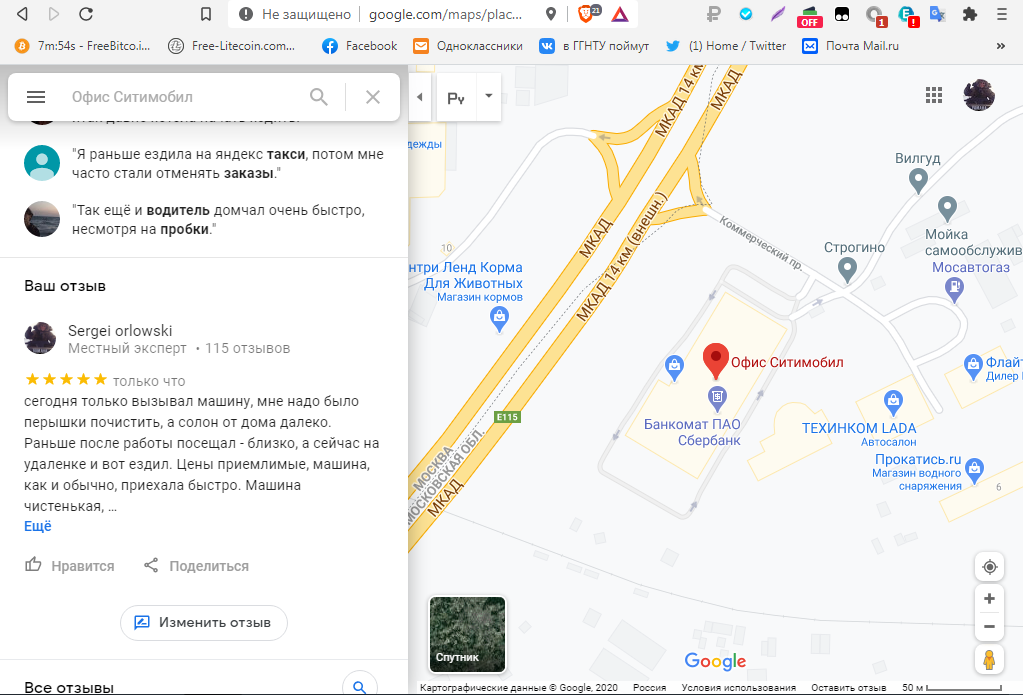 Не защищено
google.com/maps/plac...
21
OFF
1
!
7m:54s - FreeBitco.i...
Free-Litecoin.com...
Facebook
Одноклассники
в ГГНТУ поймут
(1) Home / Twitter
Почта Mail.ru
»
Офис Ситимобил
"Я раньше ездила на яндекс такси, потом мне
часто стали отменять заказы."
"Так ещё и водитель домчал очень быстро,
несмотря на пробки."
Ваш отзыв
Sergei orlowski
Местный эксперт • 115 отзывов
только что
сегодня только вызывал машину, мне надо было
перышки почистить, а солон от дома далеко.
Раньше после работы посещал - близко, а сейчас на
удаленке и вот ездил. Цены приемлимые, машина,
как и обычно, приехала быстро. Машина
чистенькая, ...
Ещё
Нравится
Поделиться
Изменить отзыв
Все отзывы
МКАД 14 км
МКАД
дежды
Вилгуд
Мойка
самообслужив
Строгино
Мосавтогаз
Коммерческий пр.
10
МКАД
МКАД 14 км (внешн.)
нтри Ленд Корма
Для Животных
Магазин кормов
Офис Ситимобил
Флайт
Дилер
Банкомат ПАО
Сбербанк
E115
ТЕХИНКОМ LADA
Автосалон
Прокатись.ru
Магазин водного
снаряжения
6
МОСКВА
МОСКОВСКАЯ ОБЛ.
МКАД
Спутник
Google
Картографические данные © Google, 2020
Россия
Условия использования
Оставить отзыв
50 м